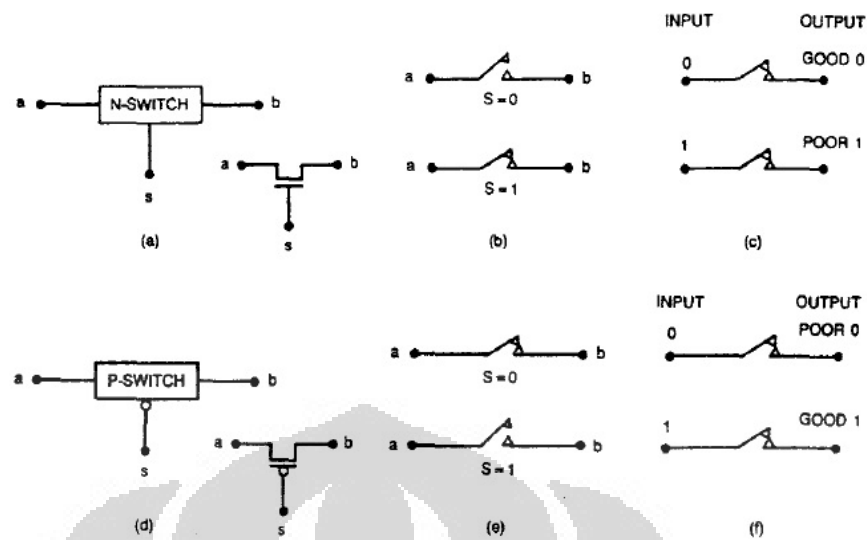 INPUT OUTPUT
0 GOOD 0
a b
S = 0
a N-SWITCH b
1 POOR 1
a b
a b
S = 1
s
s
(a) (b) (c)
INPUT OUTPUT
0 POOR 0
a b
S = 0
a P-SWITCH b
1 GOOD 1
a b
a b
S = 1
s
s
(d) (e) (f)